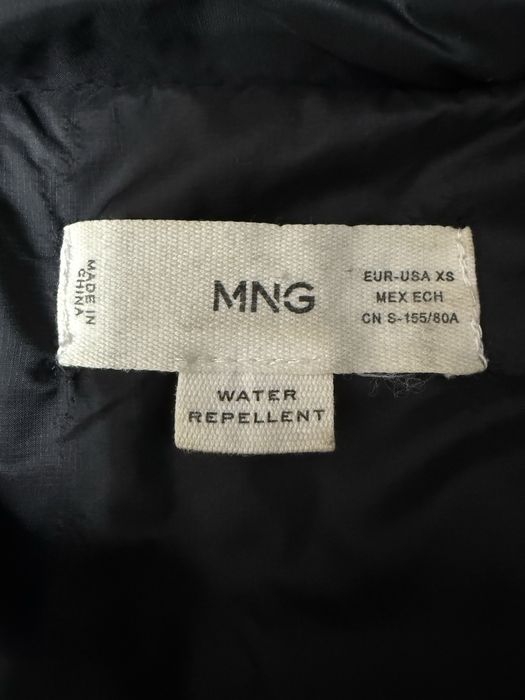 MADE IN
CHINA
MNG
EUR-USA XS
MEX ECH
CN S-155/80A
WATER
REPELLENT